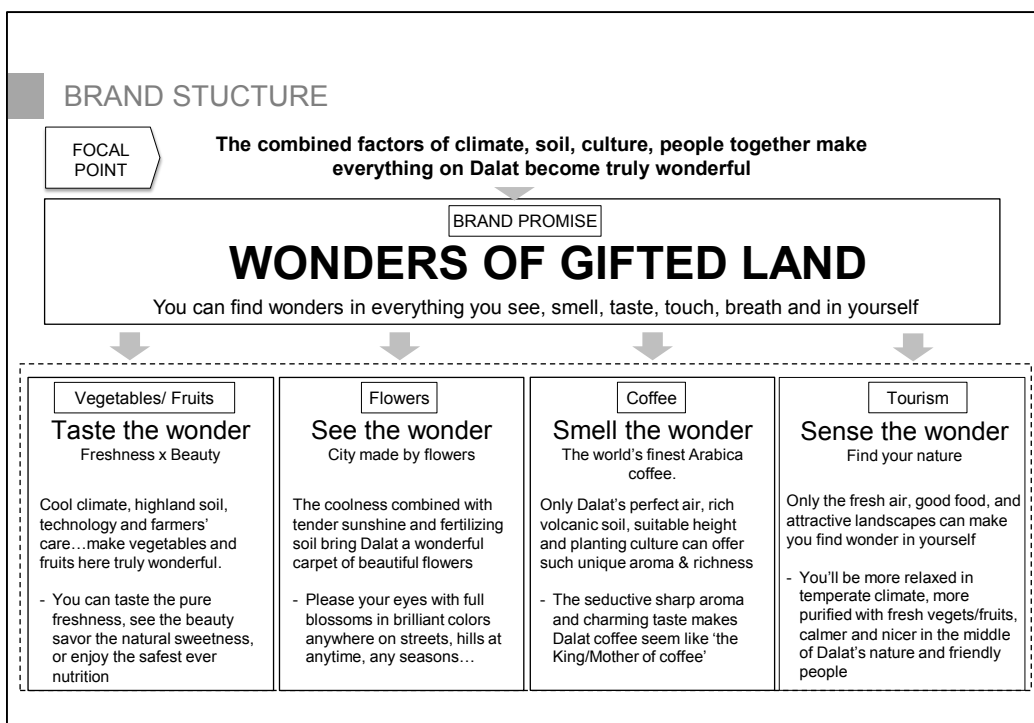 BRAND STUCTURE
FOCAL
POINT
The combined factors of climate, soil, culture, people together make
everything on Dalat become truly wonderful
BRAND PROMISE
WONDERS OF GIFTED LAND
You can find wonders in everything you see, smell, taste, touch, breath and in yourself
Vegetables/ Fruits
Taste the wonder
Freshness x Beauty
Cool climate, highland soil,
technology and farmers'
care…make vegetables and
fruits here truly wonderful.
- You can taste the pure
freshness, see the beauty
savor the natural sweetness,
or enjoy the safest ever
nutrition
Flowers
See the wonder
City made by flowers
The coolness combined with
tender sunshine and fertilizing
soil bring Dalat a wonderful
carpet of beautiful flowers
- Please your eyes with full
blossoms in brilliant colors
anywhere on streets, hills at
anytime, any seasons…
Coffee
Smell the wonder
The world's finest Arabica
coffee.
Only Dalat's perfect air, rich
volcanic soil, suitable height
and planting culture can offer
such unique aroma & richness
- The seductive sharp aroma
and charming taste makes
Dalat coffee seem like 'the
King/Mother of coffee'
Tourism
Sense the wonder
Find your nature
Only the fresh air, good food, and
attractive landscapes can make
you find wonder in yourself
- You'll be more relaxed in
temperate climate, more
purified with fresh vegets/fruits,
calmer and nicer in the middle
of Dalat's nature and friendly
people